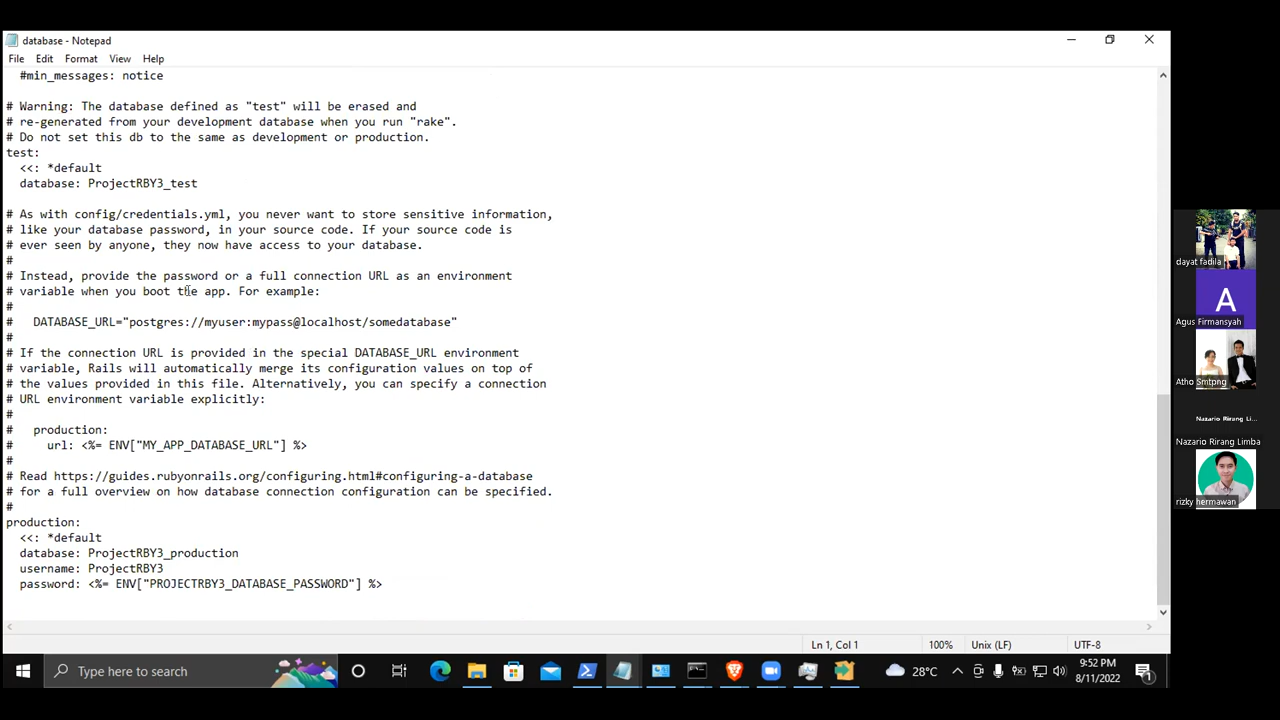 database - Notepad
File Edit Format View Help
#min_messages: notice
# Warning: The database defined as "test" will be erased and
# re-generated from your development database when you run "rake".
# Do not set this db to the same as development or production.
test:
<<: *default
database: ProjectRBY3_test
# As with config/credentials.yml, you never want to store sensitive information,
# like your database password, in your source code. If your source code is
# ever seen by anyone, they now have access to your database.
#
# Instead, provide the password or a full connection URL as an environment
# variable when you boot the app. For example:
#
# DATABASE_URL="postgres://myuser:mypass@localhost/somedatabase"
#
# If the connection URL is provided in the special DATABASE_URL environment
# variable, Rails will automatically merge its configuration values on top of
# the values provided in this file. Alternatively, you can specify a connection
# URL environment variable explicitly:
#
# production:
# url: <%= ENV["MY_APP_DATABASE_URL"] %>
#
# Read https://guides.rubyonrails.org/configuring.html#configuring-a-database
# for a full overview on how database connection configuration can be specified.
#
production:
<<: *default
database: ProjectRBY3_production
username: ProjectRBY3
password: <%= ENV["PROJECTRBY3_DATABASE_PASSWORD"] %>
Ln 1, Col 1 100% Unix (LF) UTF-8
Type here to search
28°C
9:52 PM
8/11/2022
1
dayat fadila
A
Agus Firmansyah
Atho Smtpng
Nazario Rirang L...
Nazario Rirang Limba
rizky hermawan